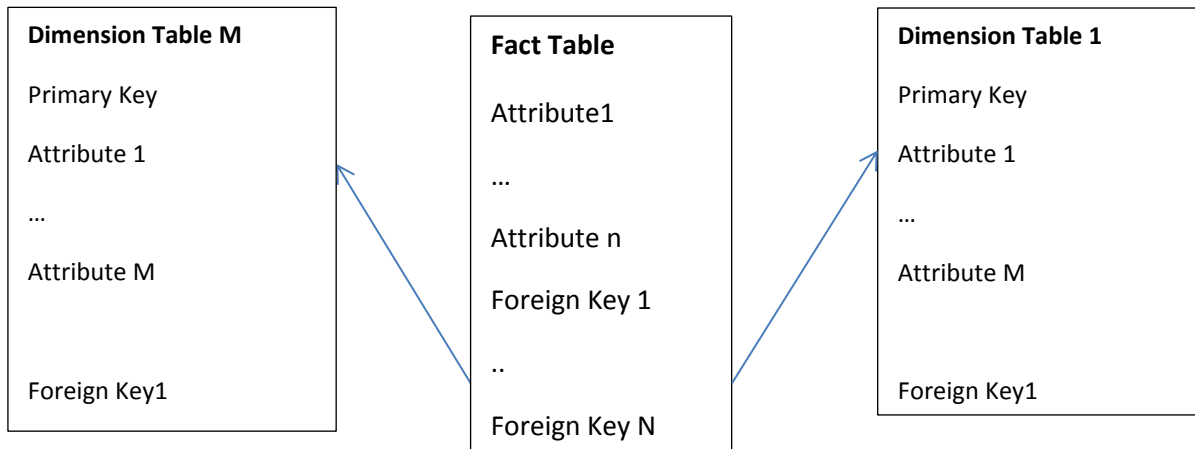 Dimension Table M
Primary Key
Attribute 1
…
Attribute M
Foreign Key1
Fact Table
Attribute1
…
Attribute n
Foreign Key 1
..
Foreign Key N
Dimension Table 1
Primary Key
Attribute 1
…
Attribute M
Foreign Key1